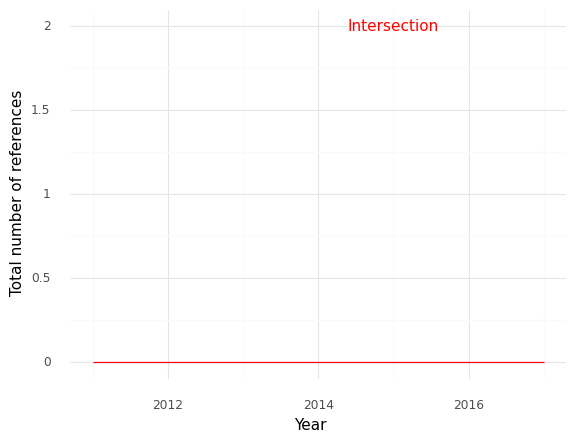 Intersection
2
1.5
1
0.5
0
Total number of references
2012 2014 2016
Year